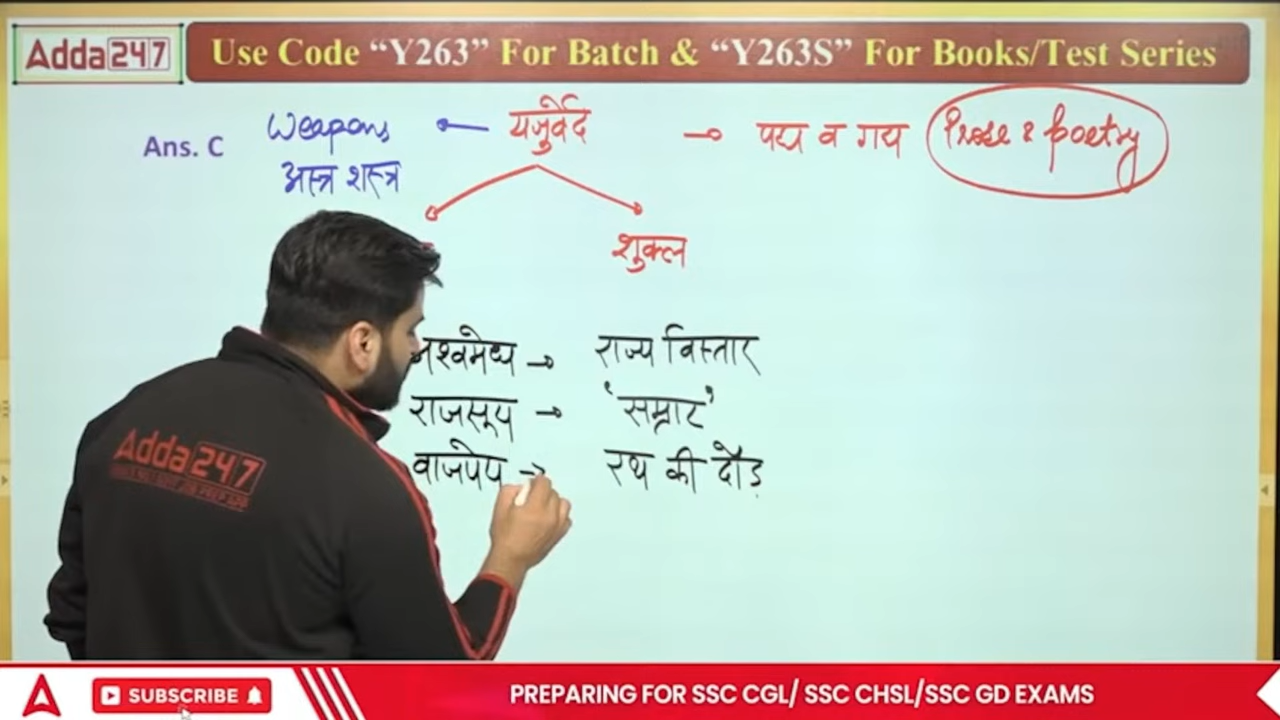 Adda247
Use Code “Y263” For Batch & “Y263S” For Books/Test Series
Ans. C
Weapons
अस्त्र शस्त्र
यजुर्वेद
पद्य व गद्य
Prose & Poetry
शुक्ल
अश्वमेध → राज्य विस्तार
राजसूय → 'सम्राट'
वाजपेय → रथ की दौड़
Adda247
SUBSCRIBE
PREPARING FOR SSC CGL/ SSC CHSL/SSC GD EXAMS